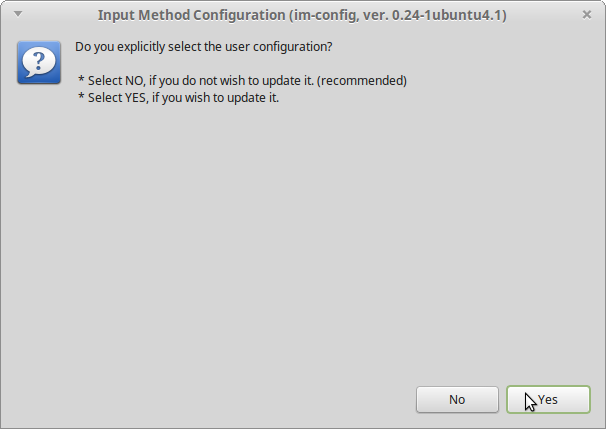 Input Method Configuration (im-config, ver. 0.24-1ubuntu4.1)
Do you explicitly select the user configuration?
* Select NO, if you do not wish to update it. (recommended)
* Select YES, if you wish to update it.
No
Yes